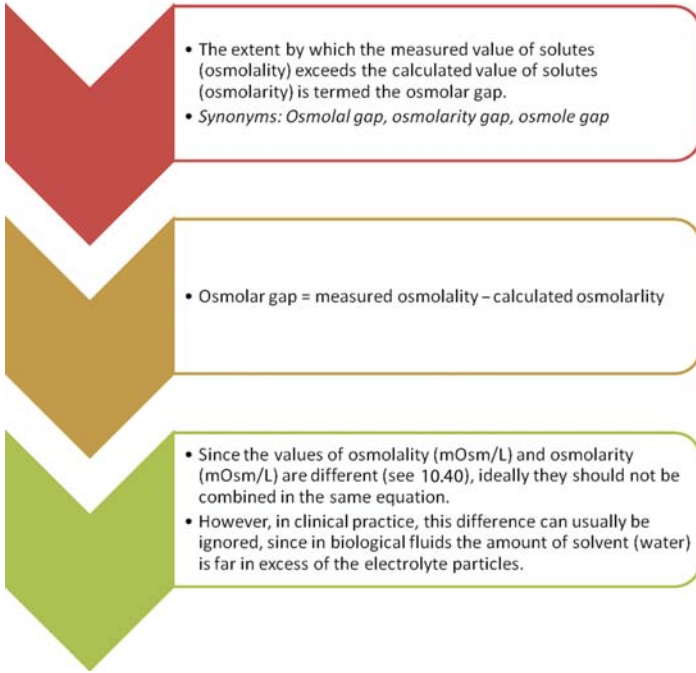 • The extent by which the measured value of solutes
(osmolality) exceeds the calculated value of solutes
(osmolarity) is termed the osmolar gap.
• Synonyms: Osmolal gap, osmolarity gap, osmole gap
• Osmolar gap = measured osmolality – calculated osmolarlity
• Since the values of osmolality (mOsm/L) and osmolarity
(mOsm/L) are different (see 10.40), ideally they should not be
combined in the same equation.
• However, in clinical practice, this difference can usually be
ignored, since in biological fluids the amount of solvent (water)
is far in excess of the electrolyte particles.